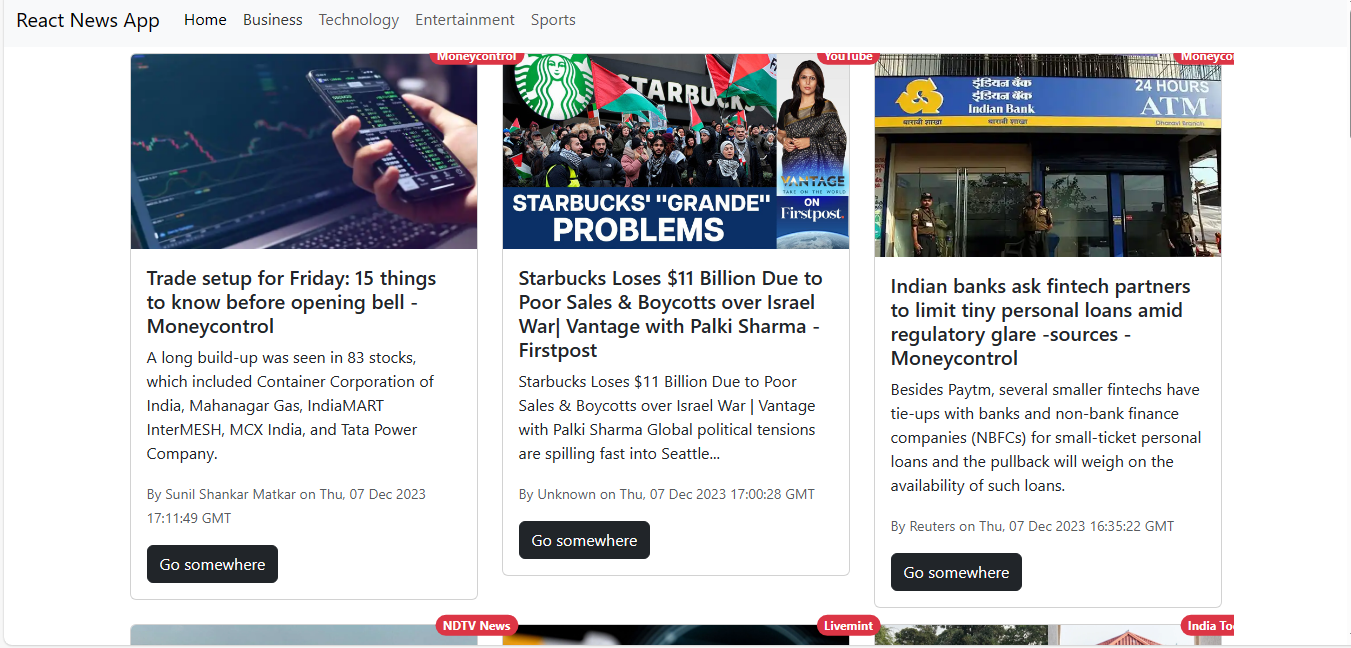 React News App Home Business Technology Entertainment Sports
Moneycontrol
YouTube
Moneyco
STARBUCKS
VANTAGE
TAKE ON THE WORLD
ON
Firstpost.
STARBUCKS' "GRANDE"
PROBLEMS
इंडियन बैंक
इंडियन बँक
Indian Bank
धारावी शाखा
धारावी शाखा
24 HOURS
ATM
Dharavi Branch.
Trade setup for Friday: 15 things
to know before opening bell -
Moneycontrol
A long build-up was seen in 83 stocks,
which included Container Corporation of
India, Mahanagar Gas, IndiaMART
InterMESH, MCX India, and Tata Power
Company.
By Sunil Shankar Matkar on Thu, 07 Dec 2023
17:11:49 GMT
Go somewhere
Starbucks Loses $11 Billion Due to
Poor Sales & Boycotts over Israel
War| Vantage with Palki Sharma -
Firstpost
Starbucks Loses $11 Billion Due to Poor
Sales & Boycotts over Israel War | Vantage
with Palki Sharma Global political tensions
are spilling fast into Seattle...
By Unknown on Thu, 07 Dec 2023 17:00:28 GMT
Go somewhere
Indian banks ask fintech partners
to limit tiny personal loans amid
regulatory glare -sources -
Moneycontrol
Besides Paytm, several smaller fintechs have
tie-ups with banks and non-bank finance
companies (NBFCs) for small-ticket personal
loans and the pullback will weigh on the
availability of such loans.
By Reuters on Thu, 07 Dec 2023 16:35:22 GMT
Go somewhere
NDTV News
Livemint
India To